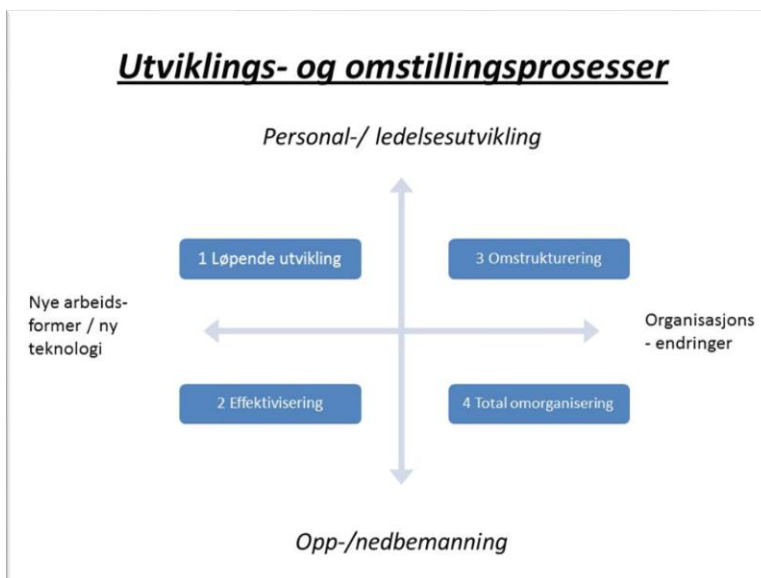 Utviklings- og omstillingsprosesser
Personal-/ ledelsesutvikling
1 Løpende utvikling
3 Omstrukturering
Nye arbeids-
former / ny
teknologi
Organisasjons
- endringer
2 Effektivisering
4 Total omorganisering
Opp-/nedbemanning